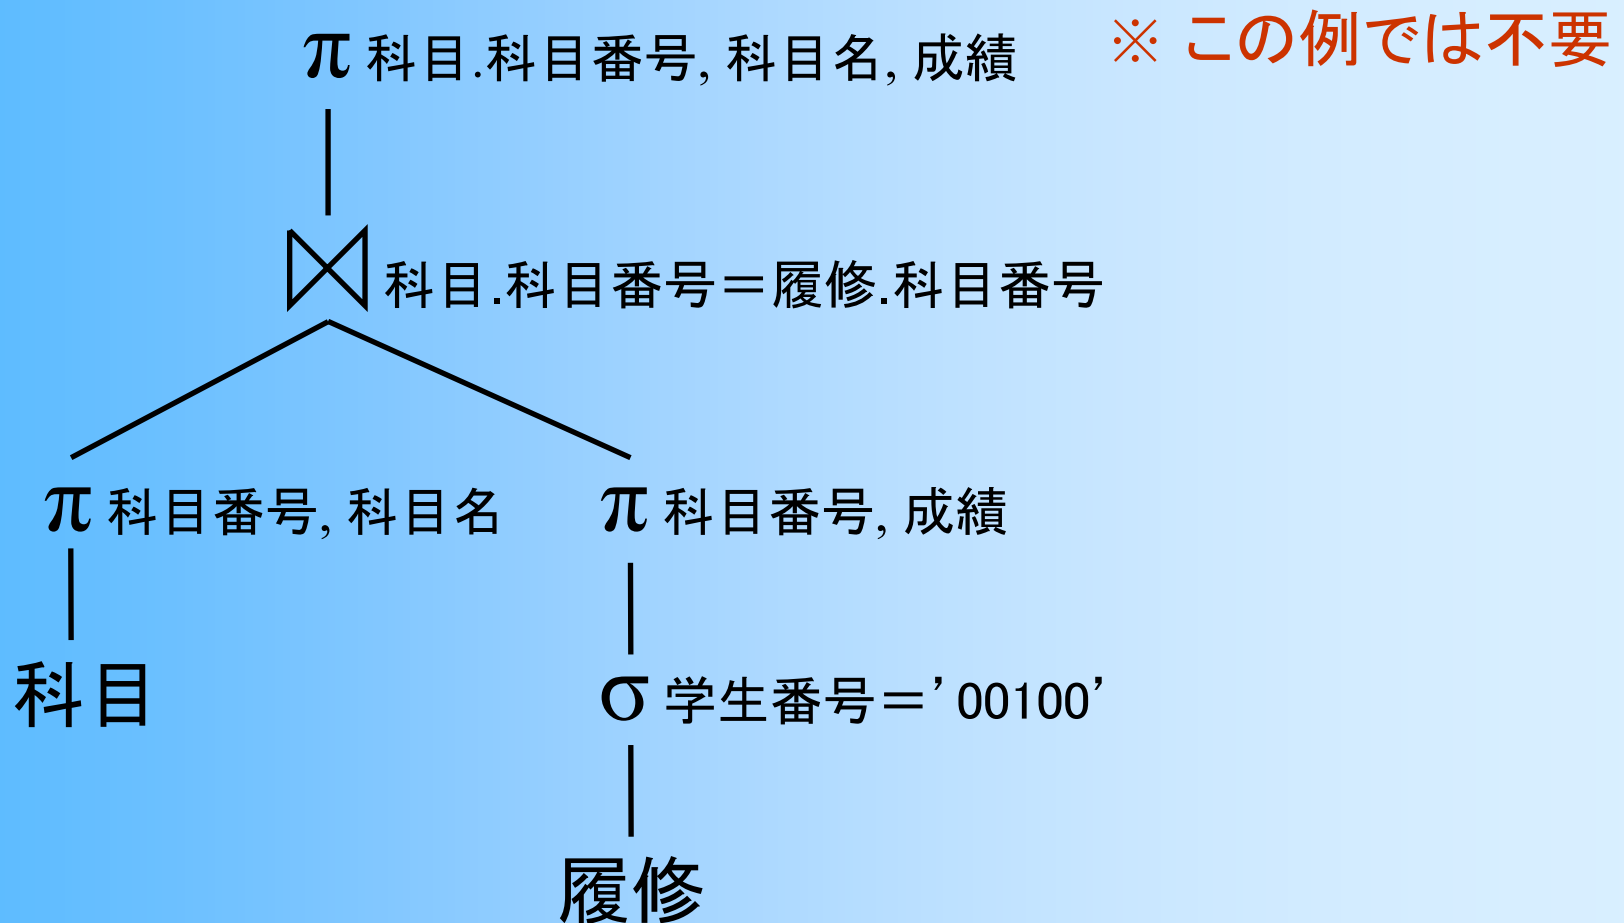 π 科目.科目番号, 科目名, 成績 ※ この例では不要
⋈ 科目.科目番号＝履修.科目番号
π 科目番号, 科目名 π 科目番号, 成績
科目
σ 学生番号＝’00100’
履修